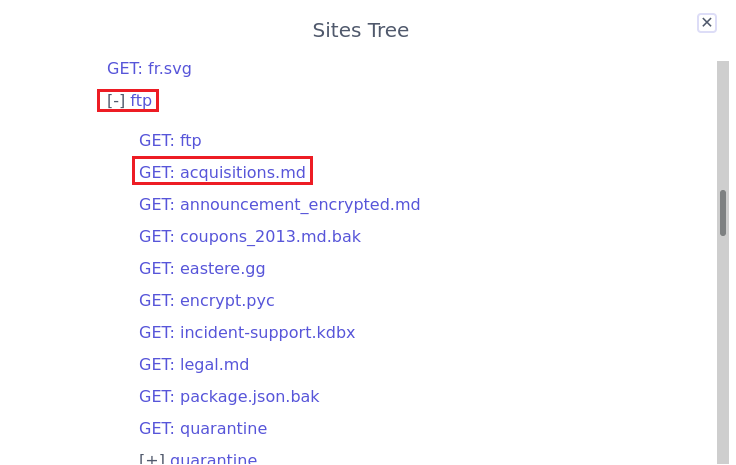 Sites Tree
✕
GET: fr.svg
[-] ftp
GET: ftp
GET: acquisitions.md
GET: announcement_encrypted.md
GET: coupons_2013.md.bak
GET: eastere.gg
GET: encrypt.pyc
GET: incident-support.kdbx
GET: legal.md
GET: package.json.bak
GET: quarantine
[+] quarantine